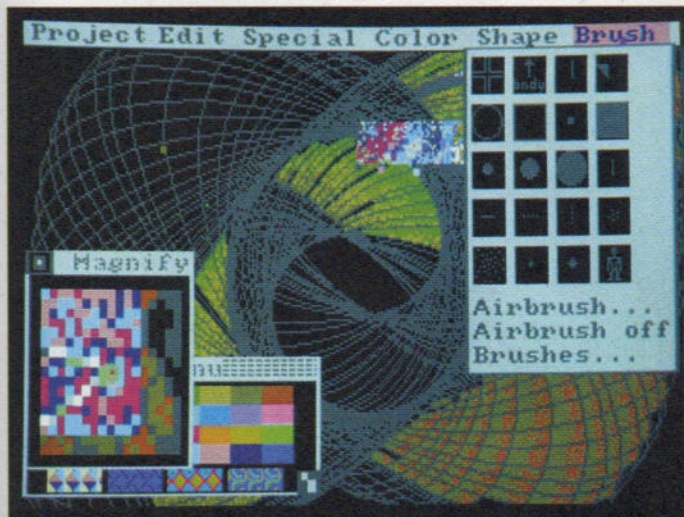 Project Edit Special Color Shape Brush
Magnify
Airbrush...
Airbrush off
Brushes...